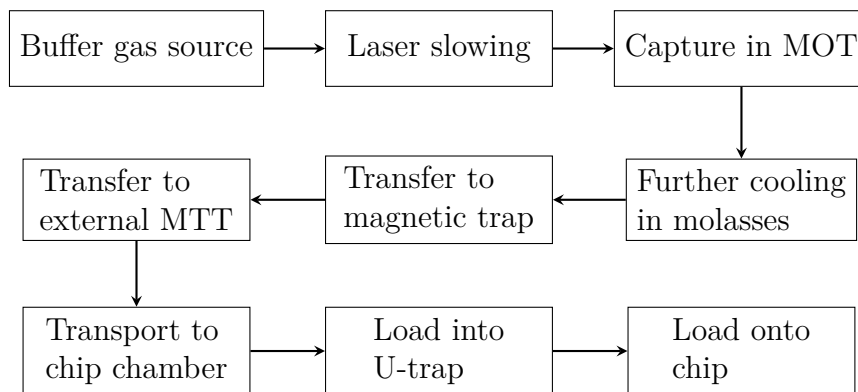 Buffer gas source
Laser slowing
Capture in MOT
Further cooling
in molasses
Transfer to
magnetic trap
Transfer to
external MTT
Transport to
chip chamber
Load into
U-trap
Load onto
chip